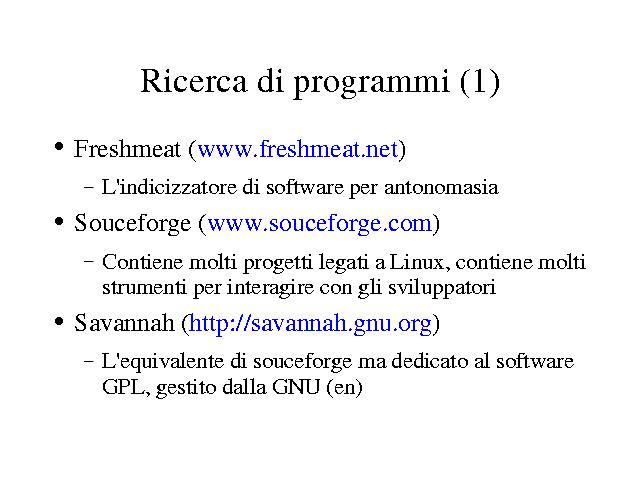 Ricerca di programmi (1)
• Freshmeat (www.freshmeat.net)
– L'indicizzatore di software per antonomasia
• Souceforge (www.souceforge.com)
– Contiene molti progetti legati a Linux, contiene molti
strumenti per interagire con gli sviluppatori
• Savannah (http://savannah.gnu.org)
– L'equivalente di souceforge ma dedicato al software
GPL, gestito dalla GNU (en)